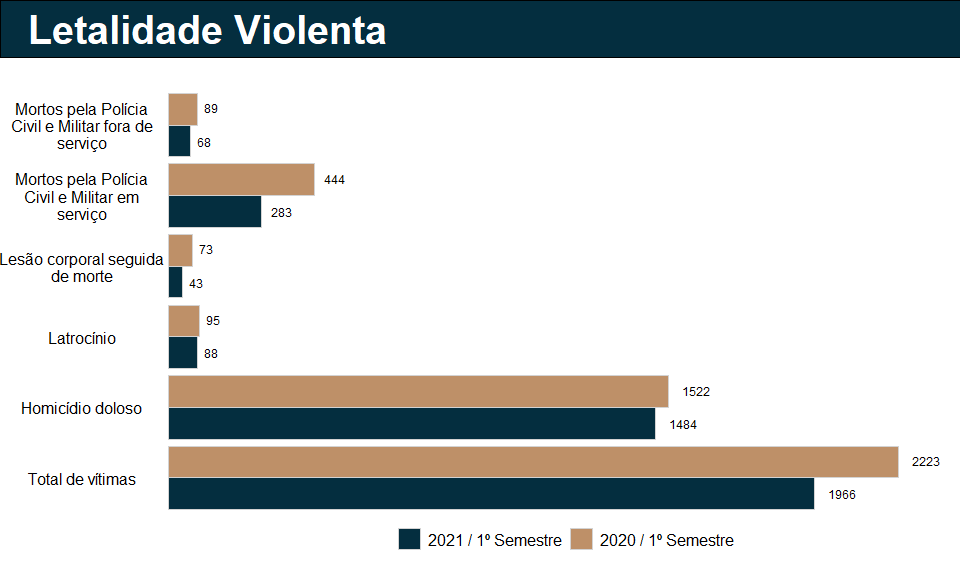 Letalidade Violenta
Mortos pela Polícia
Civil e Militar fora de
serviço
89
68
Mortos pela Polícia
Civil e Militar em
serviço
444
283
Lesão corporal seguida
de morte
73
43
Latrocínio
95
88
Homicídio doloso
1522
1484
Total de vítimas
2223
1966
2021 / 1º Semestre
2020 / 1º Semestre